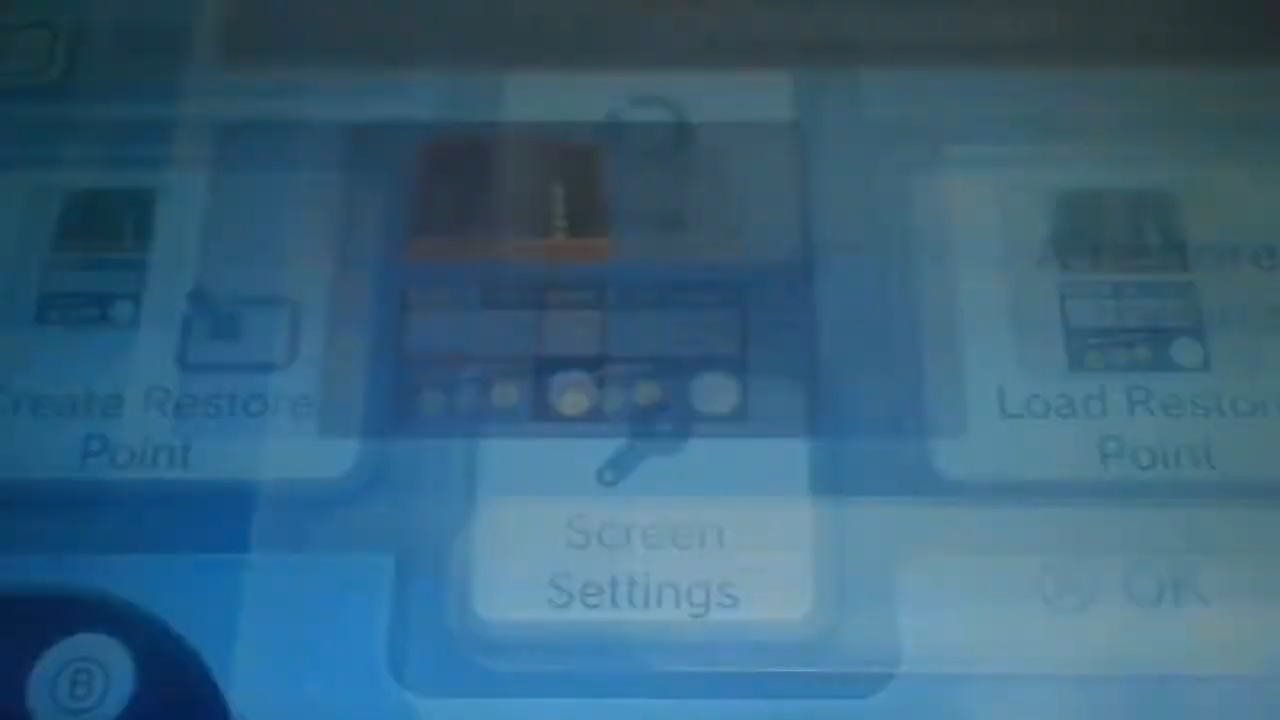 Create Restore
Point
Load Restore
Point
Screen
Settings
OK
B